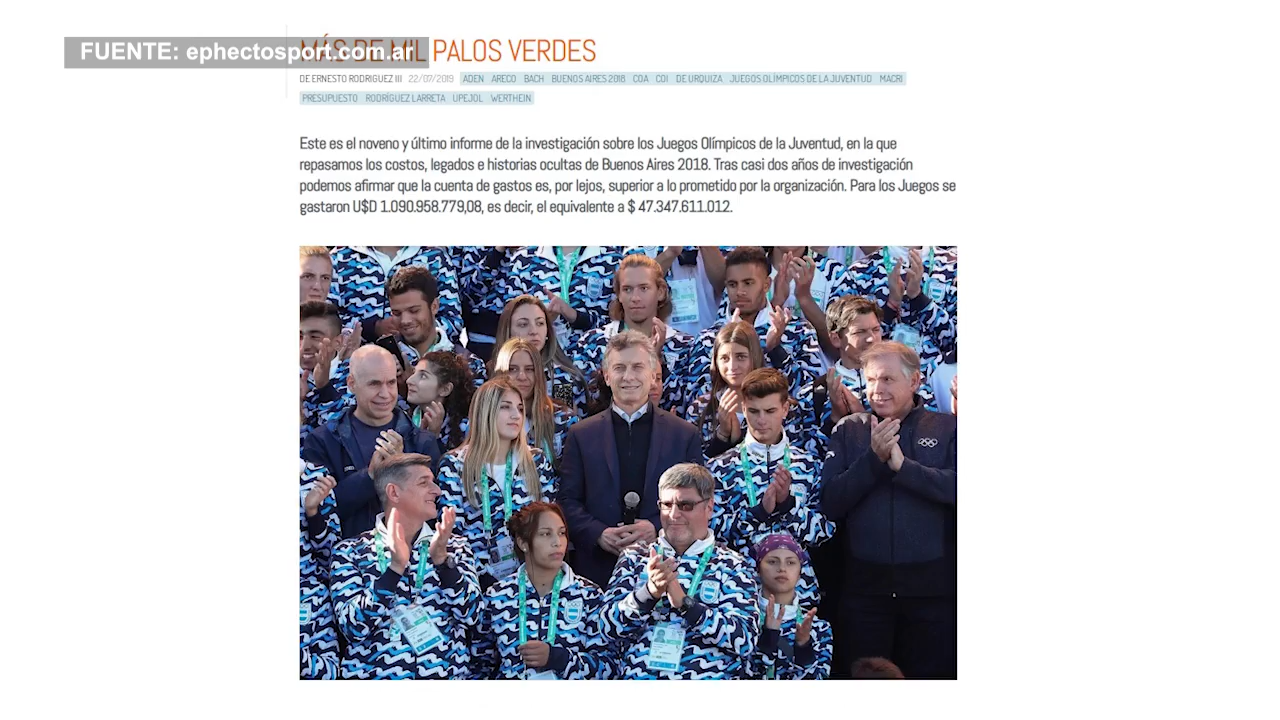 FUENTE: ephectosport.com.ar
MÁS DE MIL PALOS VERDES
DE ERNESTO RODRIGUEZ III 22/07/2019 ADEN ARECO BACH BUENOS AIRES 2018 COA COI DE URQUIZA JUEGOS OLÍMPICOS DE LA JUVENTUD MACRI
PRESUPUESTO RODRÍGUEZ LARRETA UPEJOL WERTHEIN
Este es el noveno y último informe de la investigación sobre los Juegos Olímpicos de la Juventud, en la que
repasamos los costos, legados e historias ocultas de Buenos Aires 2018. Tras casi dos años de investigación
podemos afirmar que la cuenta de gastos es, por lejos, superior a lo prometido por la organización. Para los Juegos se
gastaron U$D 1.090.958.779,08, es decir, el equivalente a $ 47.347.611.012.